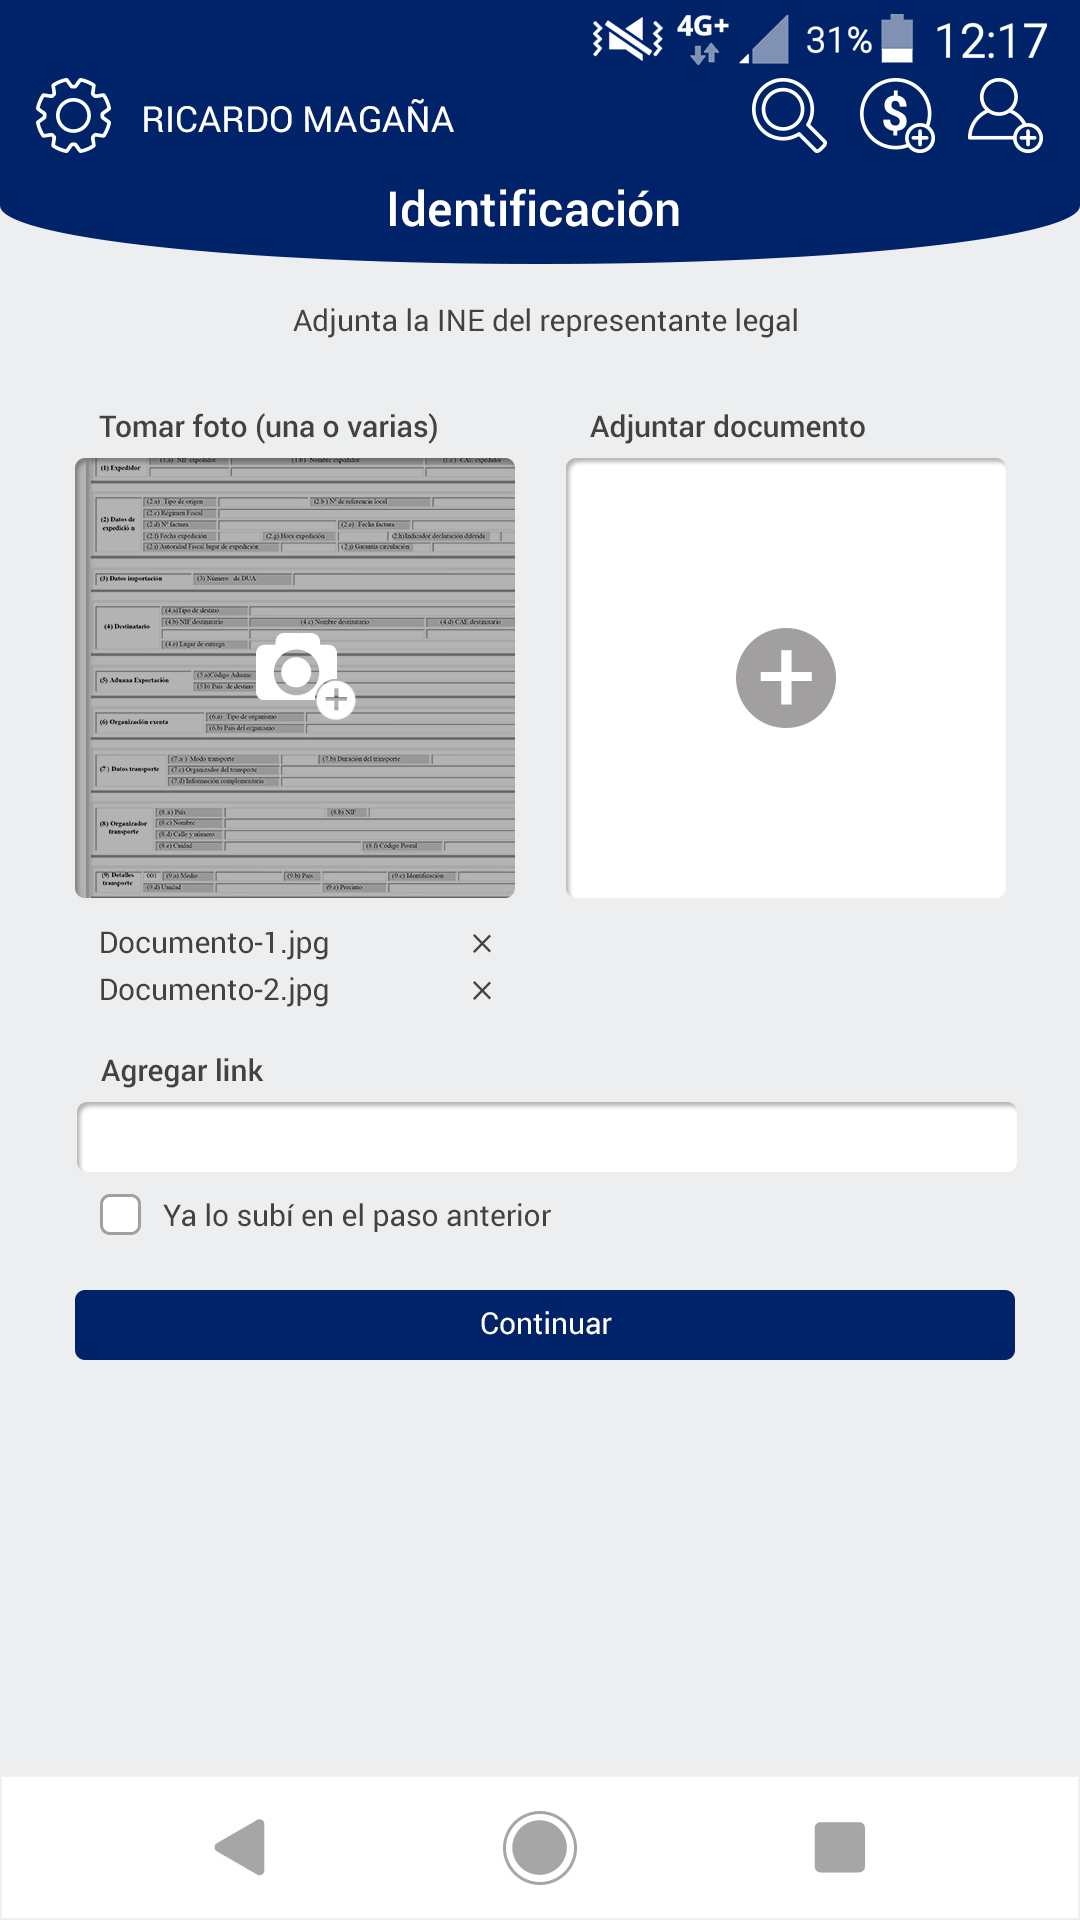 4G+ 31% 12:17
RICARDO MAGAÑA
Identificación
Adjunta la INE del representante legal
Tomar foto (una o varias)
Adjuntar documento
(1) Expedidor
(2) Datos de expedición
(2.a) Tipo de origen
(2.b) Nº de referencia local
(2.c) Régimen Fiscal
(2.d) Nº factura
(2.e) Fecha factura
(2.f) Fecha expedición
(2.g) Hora expedición
(2.h) Indicador declaración diferida
(2.i) Autoridad Fiscal lugar de expedición
(2.j) Garantía circulación
(3) Datos importación
(3) Número de DUA
(4) Destinatario
(4.a) Tipo de destino
(4.b) NIF destinatario
(4.c) Nombre destinatario
(4.d) CAE destinatario
(4.e) Lugar de entrega
(5) Aduana Exportación
(5.a) Código Aduana
(5.b) País de destino
(6) Organización exenta
(6.a) Tipo de organismo
(6.b) País del organismo
(7) Datos transporte
(7.a) Modo transporte
(7.b) Duración del transporte
(7.c) Organizador del transporte
(7.d) Información complementaria
(8) Organizador transporte
(8.a) País
(8.b) NIF
(8.c) Nombre
(8.d) Calle y número
(8.e) Ciudad
(8.f) Código Postal
(9) Detalles transporte
001
(9.a) Medio
(9.b) País
(9.c) Identificación
(9.d) Unidad
(9.e) Precinto
Documento-1.jpg
Documento-2.jpg
Agregar link
Ya lo subí en el paso anterior
Continuar